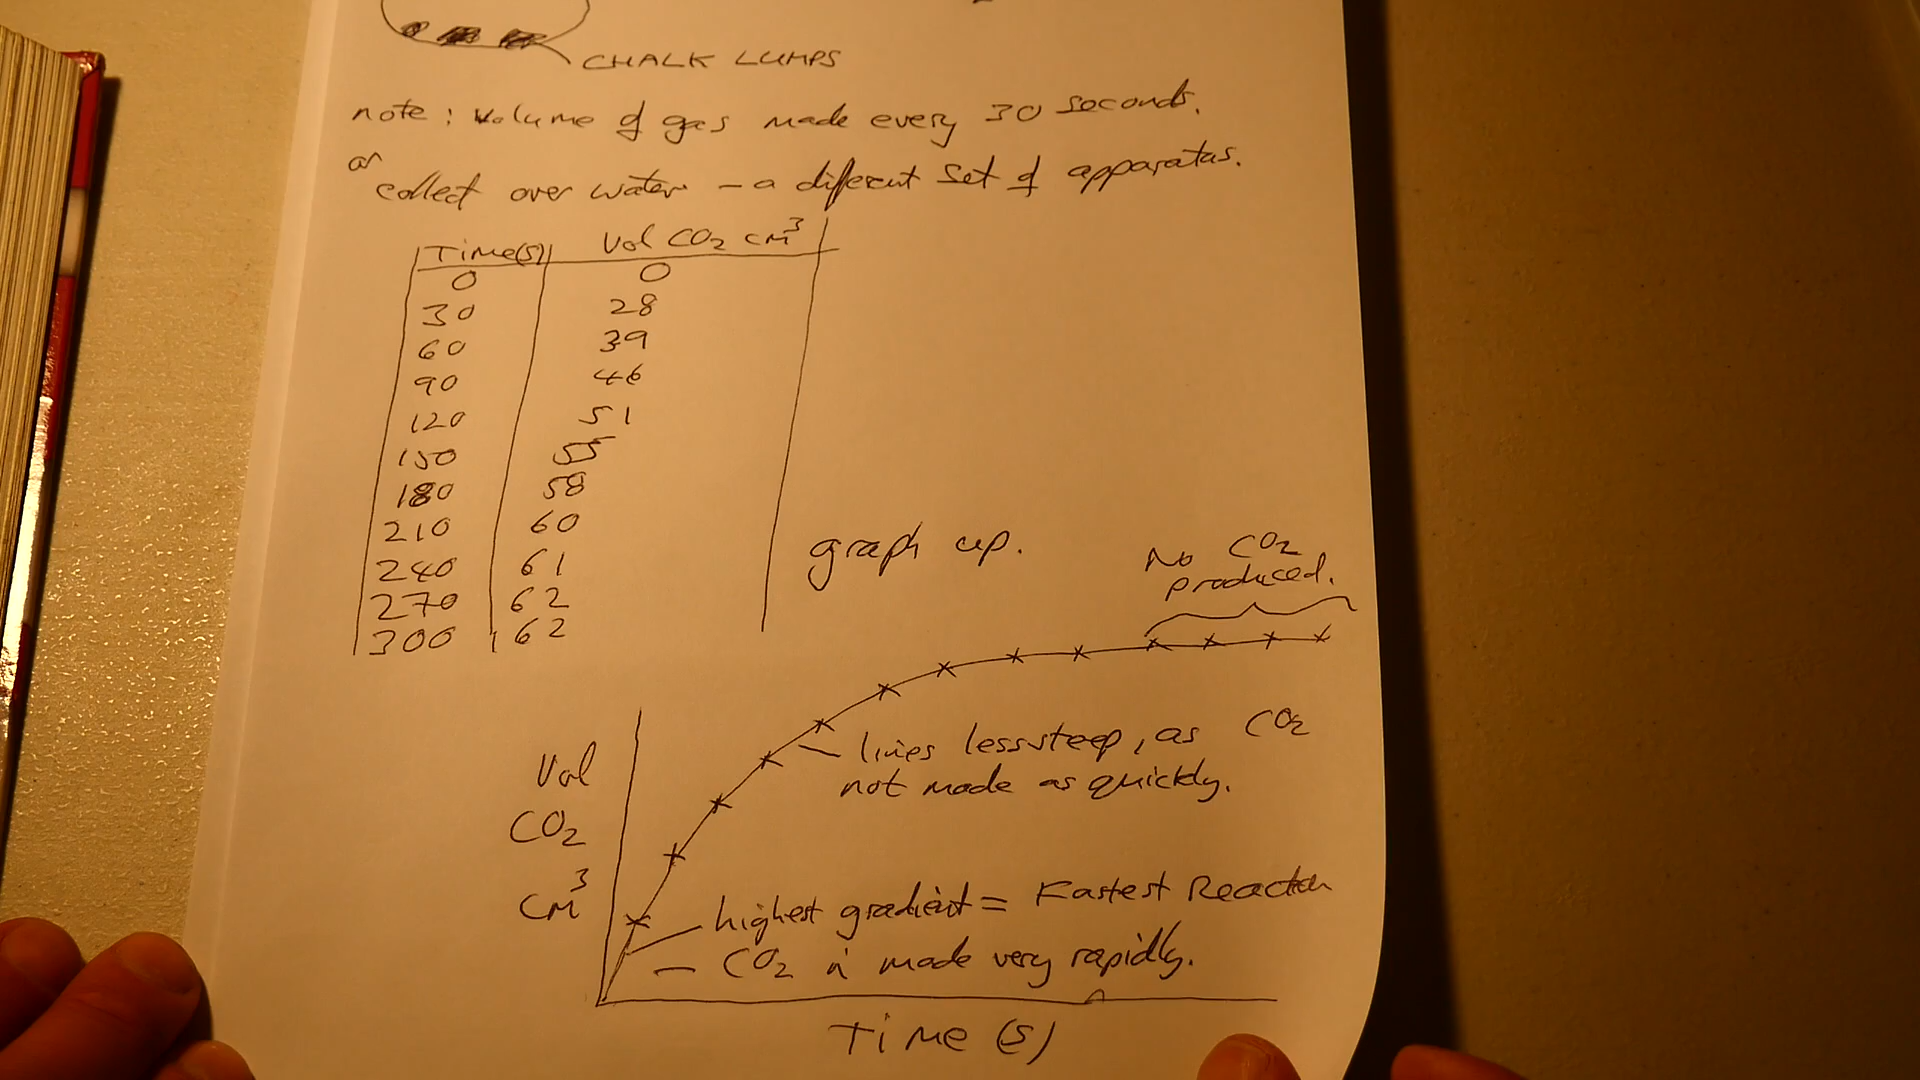 CHALK LUMPS
note: volume of gas made every 30 seconds.
or
collect over water - a different set of apparatus.
Time(s) Vol CO2 cm3
0 0
30 28
60 39
90 46
120 51
150 55
180 58
210 60
240 61
270 62
300 62
graph up.
No CO2
produced.
lines less steep, as CO2
not made as quickly.
Vol
CO2
cm3
highest gradient = Fastest Reaction
- CO2 is made very rapidly.
Time (s)